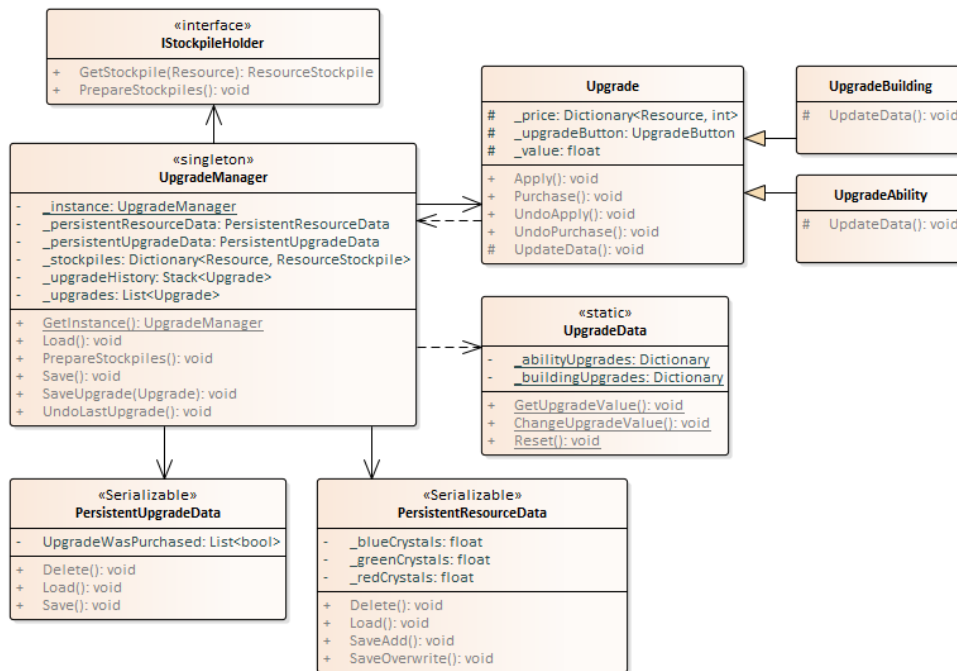 «interface»
IStockpileHolder
+ GetStockpile(Resource): ResourceStockpile
+ PrepareStockpiles(): void
«singleton»
UpgradeManager
- _instance: UpgradeManager
- _persistentResourceData: PersistentResourceData
- _persistentUpgradeData: PersistentUpgradeData
- _stockpiles: Dictionary<Resource, ResourceStockpile>
- _upgradeHistory: Stack<Upgrade>
- _upgrades: List<Upgrade>
+ GetInstance(): UpgradeManager
+ Load(): void
+ PrepareStockpiles(): void
+ Save(): void
+ SaveUpgrade(Upgrade): void
+ UndoLastUpgrade(): void
Upgrade
# _price: Dictionary<Resource, int>
# _upgradeButton: UpgradeButton
# _value: float
+ Apply(): void
+ Purchase(): void
+ UndoApply(): void
+ UndoPurchase(): void
# UpdateData(): void
UpgradeBuilding
# UpdateData(): void
UpgradeAbility
# UpdateData(): void
«static»
UpgradeData
- _abilityUpgrades: Dictionary
- _buildingUpgrades: Dictionary
+ GetUpgradeValue(): void
+ ChangeUpgradeValue(): void
+ Reset(): void
«Serializable»
PersistentUpgradeData
- UpgradeWasPurchased: List<bool>
+ Delete(): void
+ Load(): void
+ Save(): void
«Serializable»
PersistentResourceData
- _blueCrystals: float
- _greenCrystals: float
- _redCrystals: float
+ Delete(): void
+ Load(): void
+ SaveAdd(): void
+ SaveOverwrite(): void